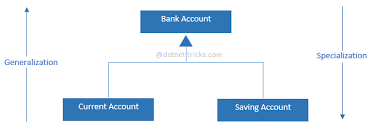 Bank Account
Generalization
@dotnettricks.com
Specialization
Current Account
Saving Account